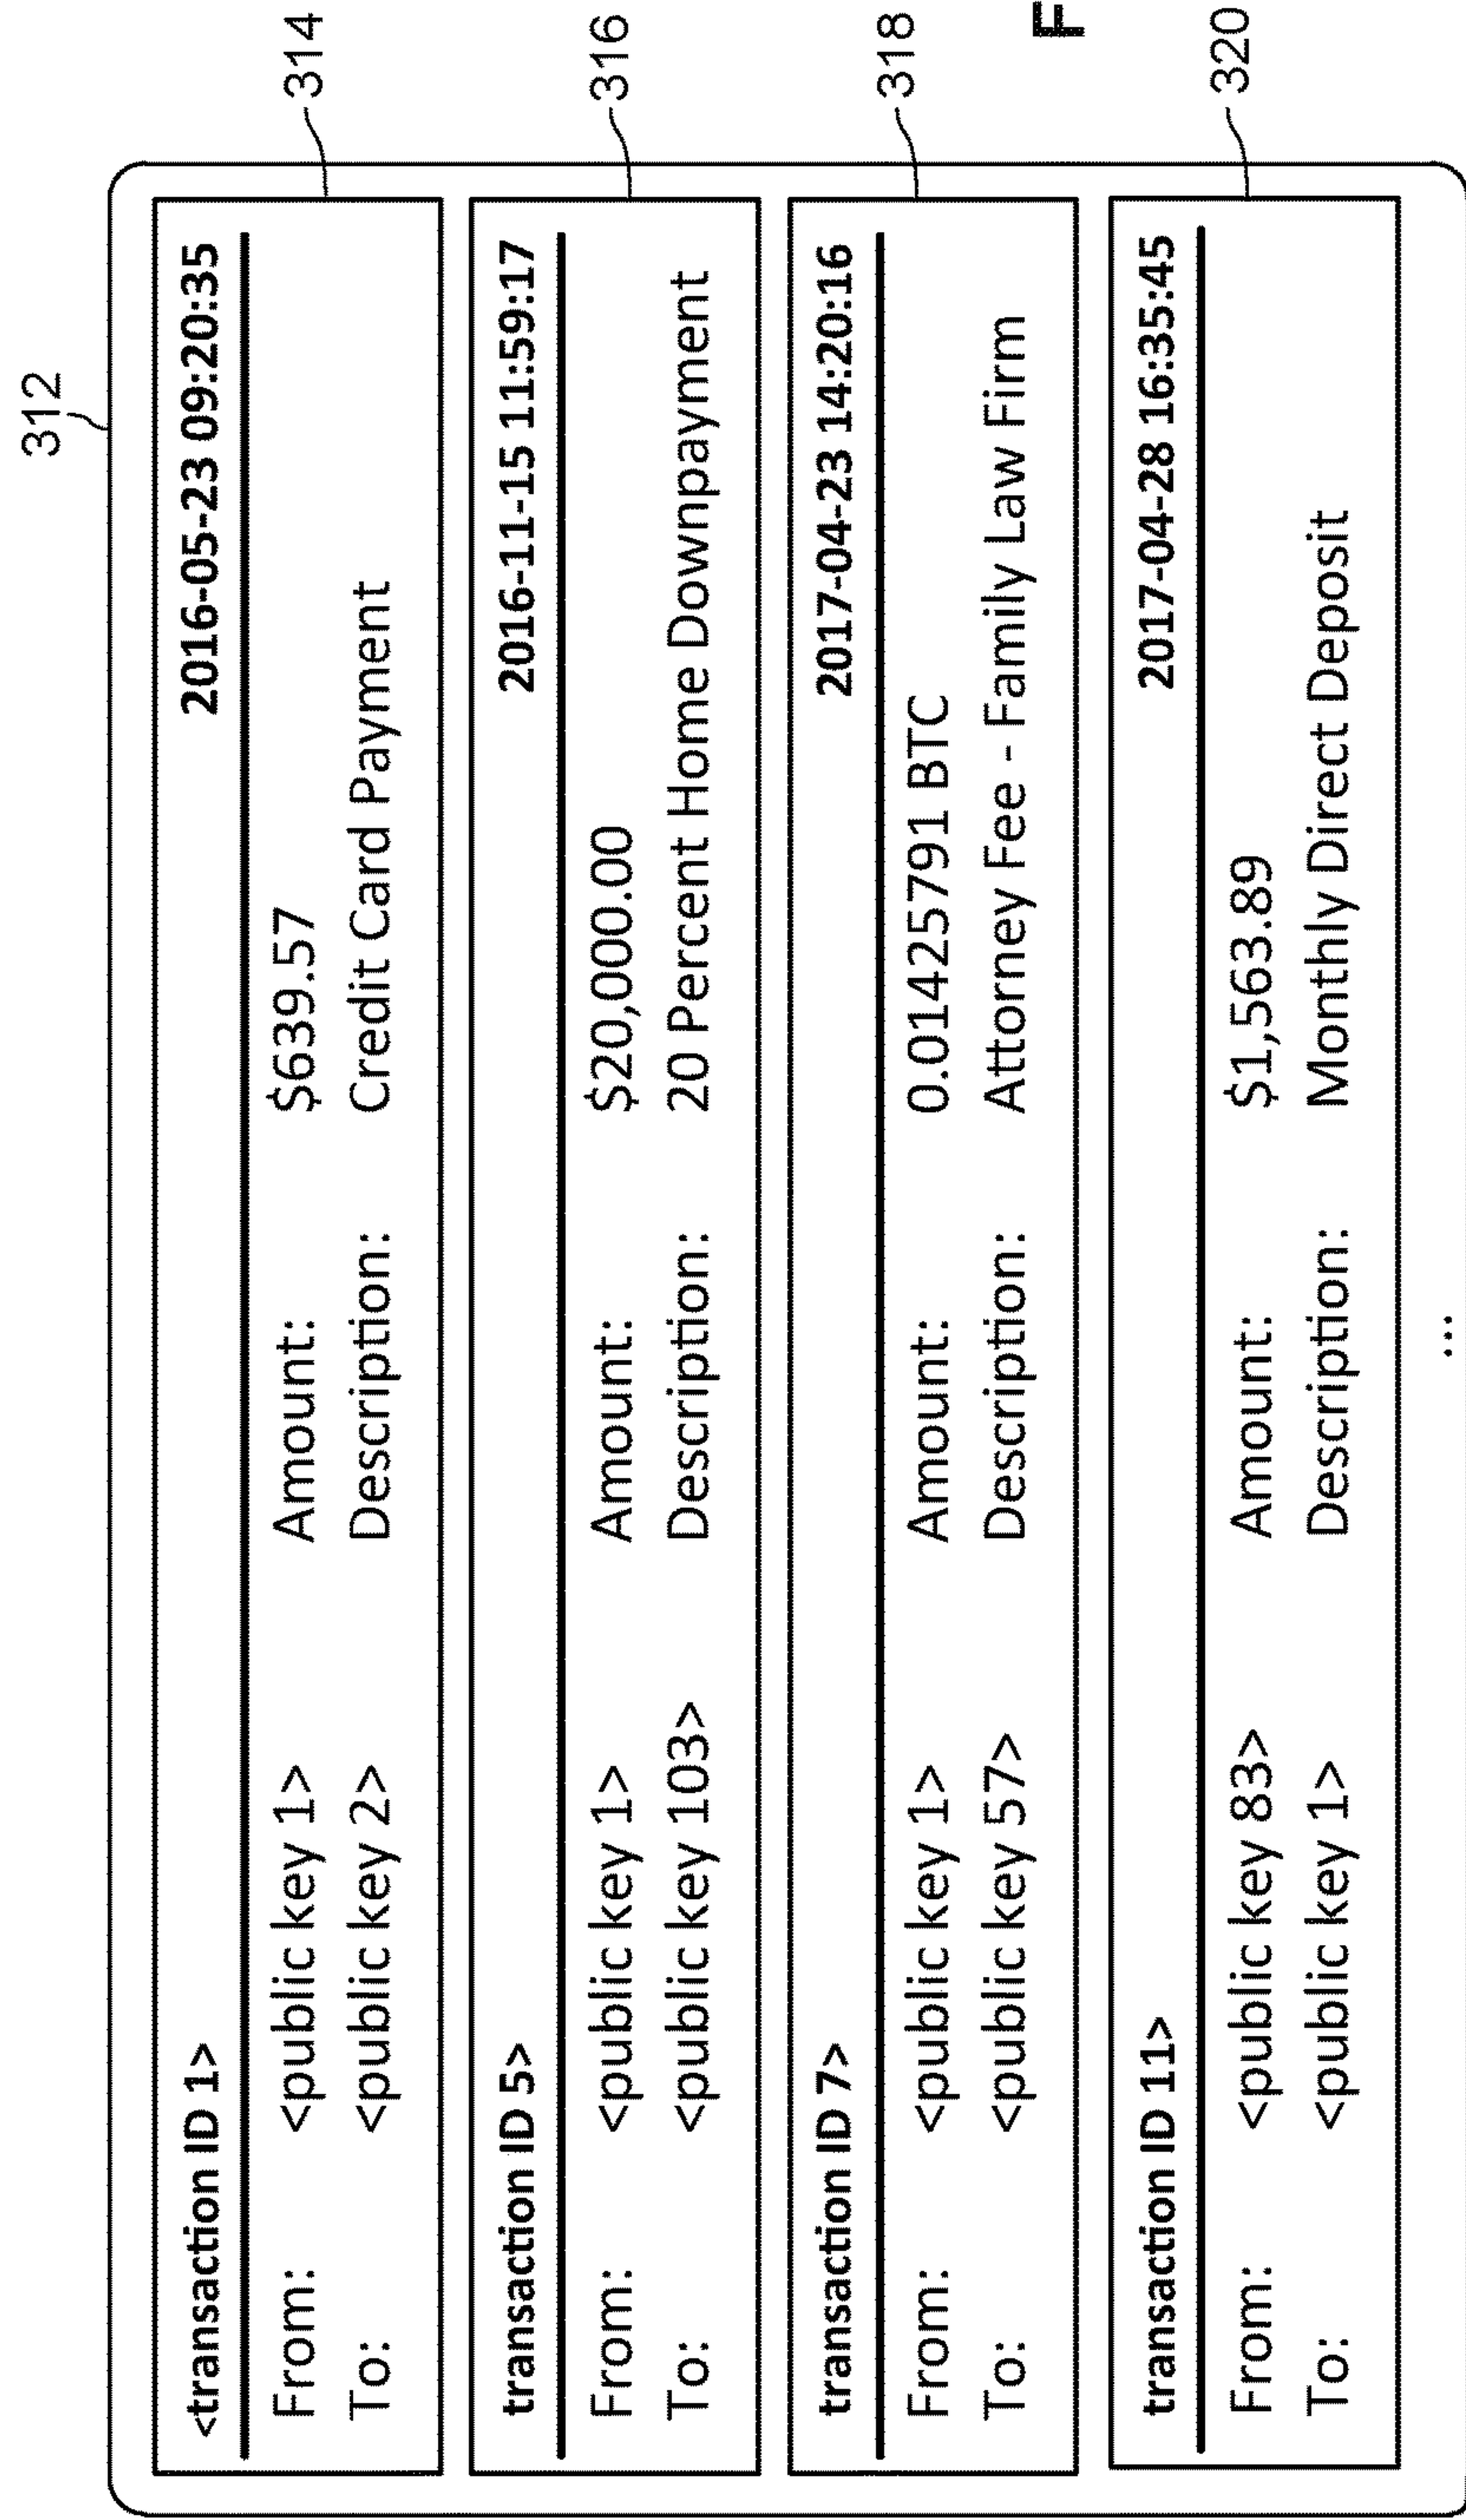 312
<transaction ID 1> 2016-05-23 09:20:35
From: <public key 1> Amount: $639.57
To: <public key 2> Description: Credit Card Payment
314
transaction ID 5> 2016-11-15 11:59:17
From: <public key 1> Amount: $20,000.00
To: <public key 103> Description: 20 Percent Home Downpayment
316
transaction ID 7> 2017-04-23 14:20:16
From: <public key 1> Amount: 0.01425791 BTC
To: <public key 57> Description: Attorney Fee - Family Law Firm
318
F
transaction ID 11> 2017-04-28 16:35:45
From: <public key 83> Amount: $1,563.89
To: <public key 1> Description: Monthly Direct Deposit
320
...